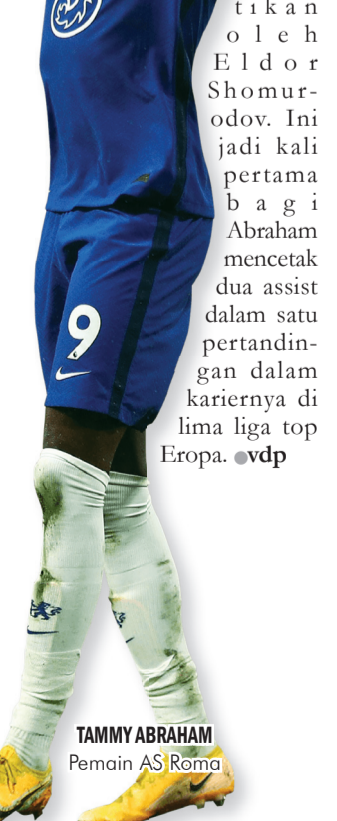 tikan
oleh
Eldor
Shomur-
odov. Ini
jadi kali
pertama
bagi
Abraham
mencetak
dua assist
dalam satu
pertandin-
gan dalam
kariernya di
lima liga top
Eropa. ●vdp
9
TAMMY ABRAHAM
Pemain AS Roma